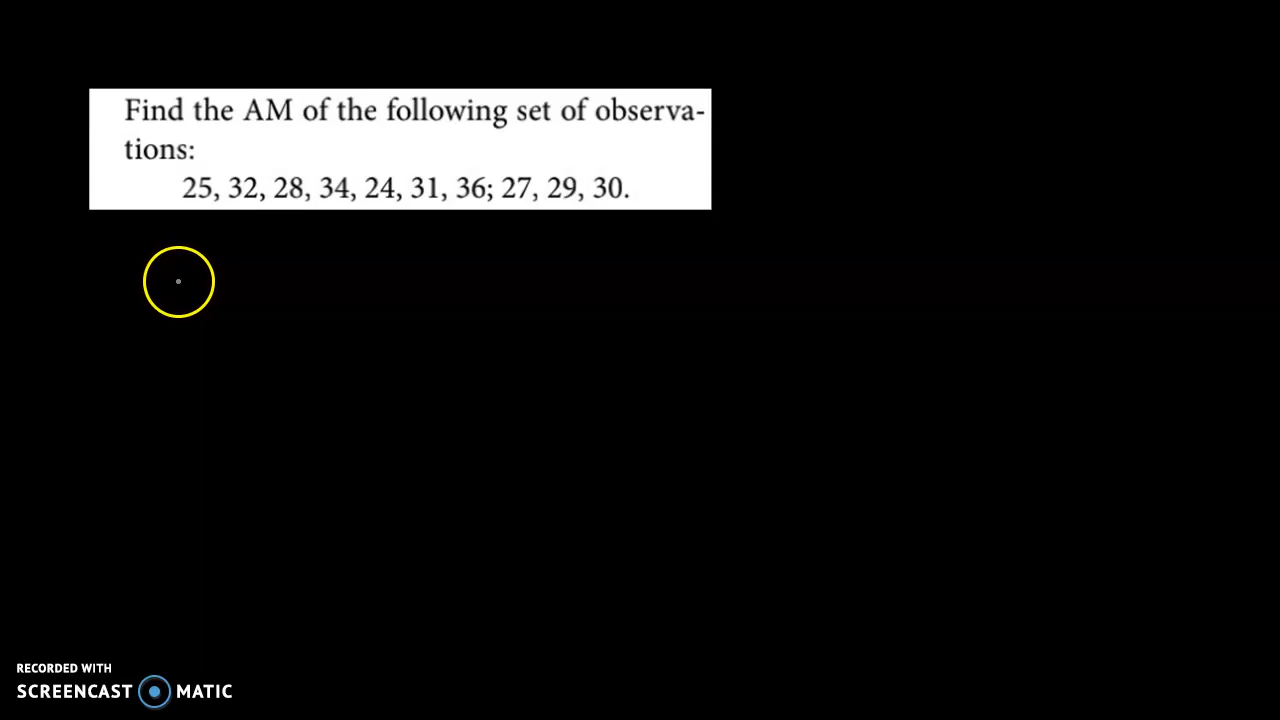 Find the AM of the following set of observa-
tions:
25, 32, 28, 34, 24, 31, 36; 27, 29, 30.
RECORDED WITH
SCREENCAST MATIC